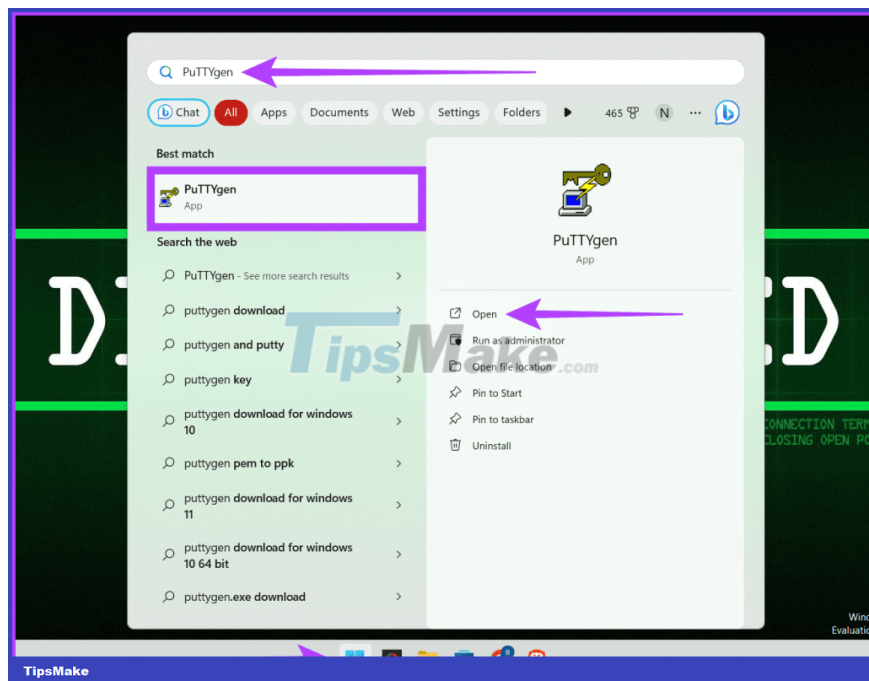 PuTTYgen
Chat All Apps Documents Web Settings Folders 465 N ...
Best match
PuTTYgen
App
Search the web
PuTTYgen - See more search results
puttygen download
puttygen and putty
puttygen key
puttygen download for windows
10
puttygen pem to ppk
puttygen download for windows
11
puttygen download for windows
10 64 bit
puttygen.exe download
PuTTYgen
App
Open
Run as administrator
Open file location
Pin to Start
Pin to taskbar
Uninstall
TipsMake.com
CONNECTION TERM
CLOSING OPEN PO
Wind
Evaluatio
TipsMake